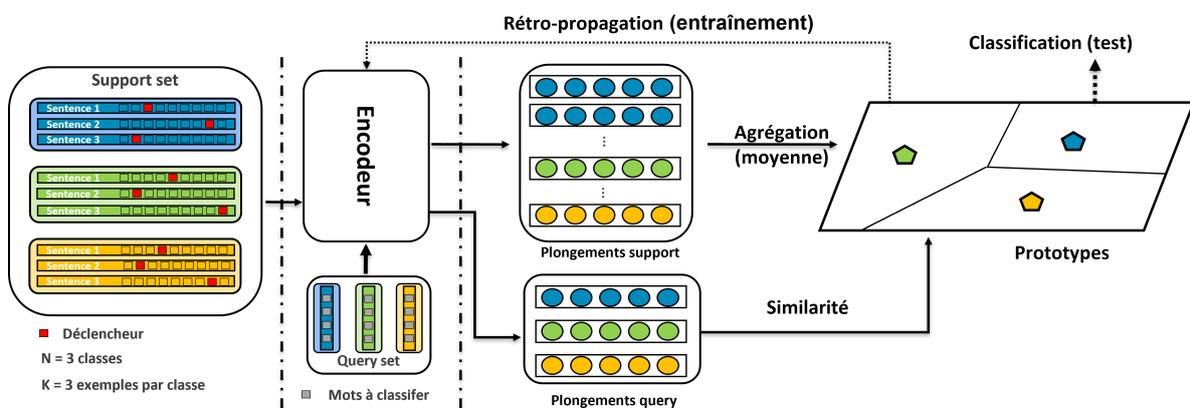 Rétro-propagation (entraînement)
Classification (test)
Support set
Sentence 1
Sentence 2
Sentence 3
Sentence 1
Sentence 2
Sentence 3
Sentence 1
Sentence 2
Sentence 3
Déclencheur
N = 3 classes
K = 3 exemples par classe
Encodeur
Query set
Mots à classifer
Plongements support
Plongements query
Agrégation
(moyenne)
Similarité
Prototypes